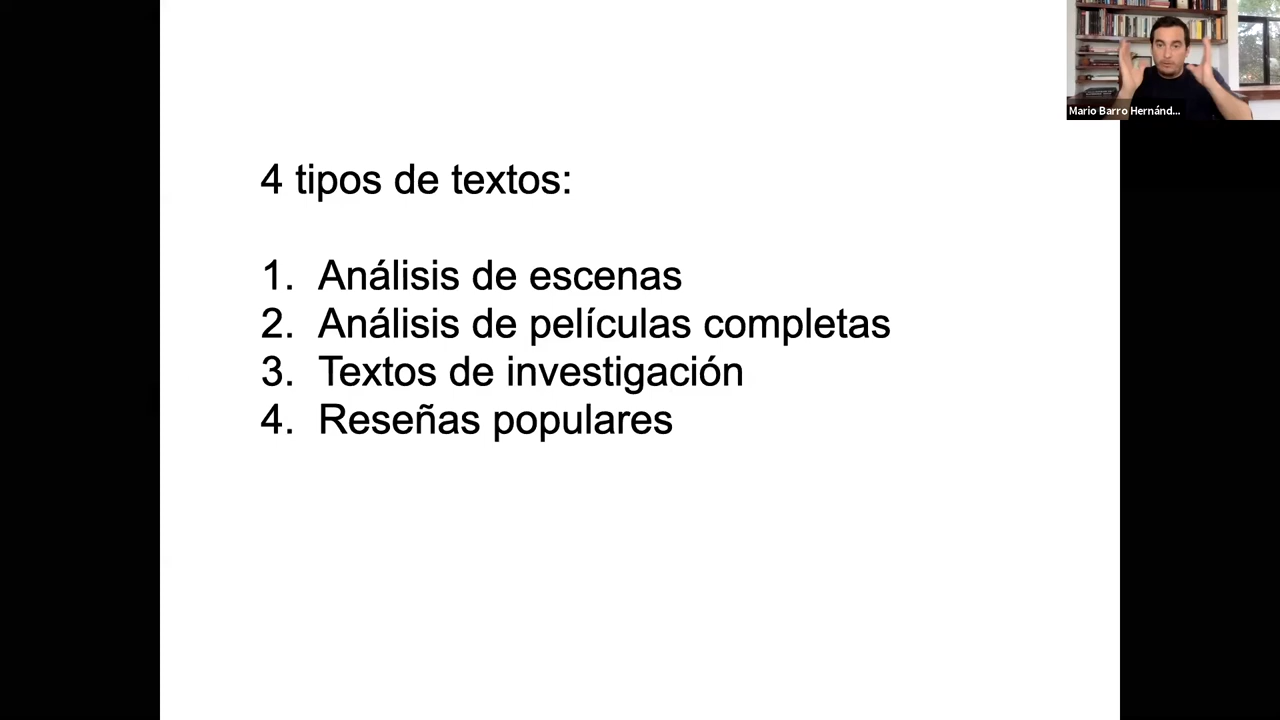 Mario Barro Hernánd...
4 tipos de textos:
1. Análisis de escenas
2. Análisis de películas completas
3. Textos de investigación
4. Reseñas populares